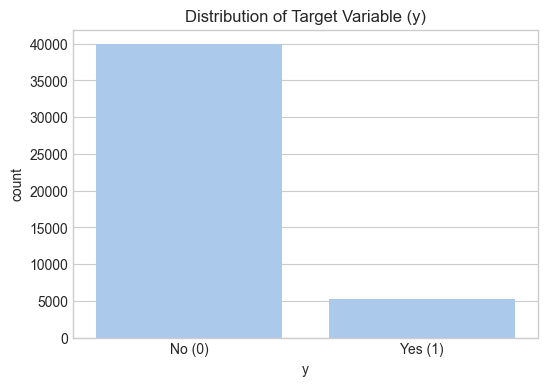 Distribution of Target Variable (y)
40000
35000
30000
25000
20000
15000
10000
5000
0
count
No (0)
Yes (1)
y